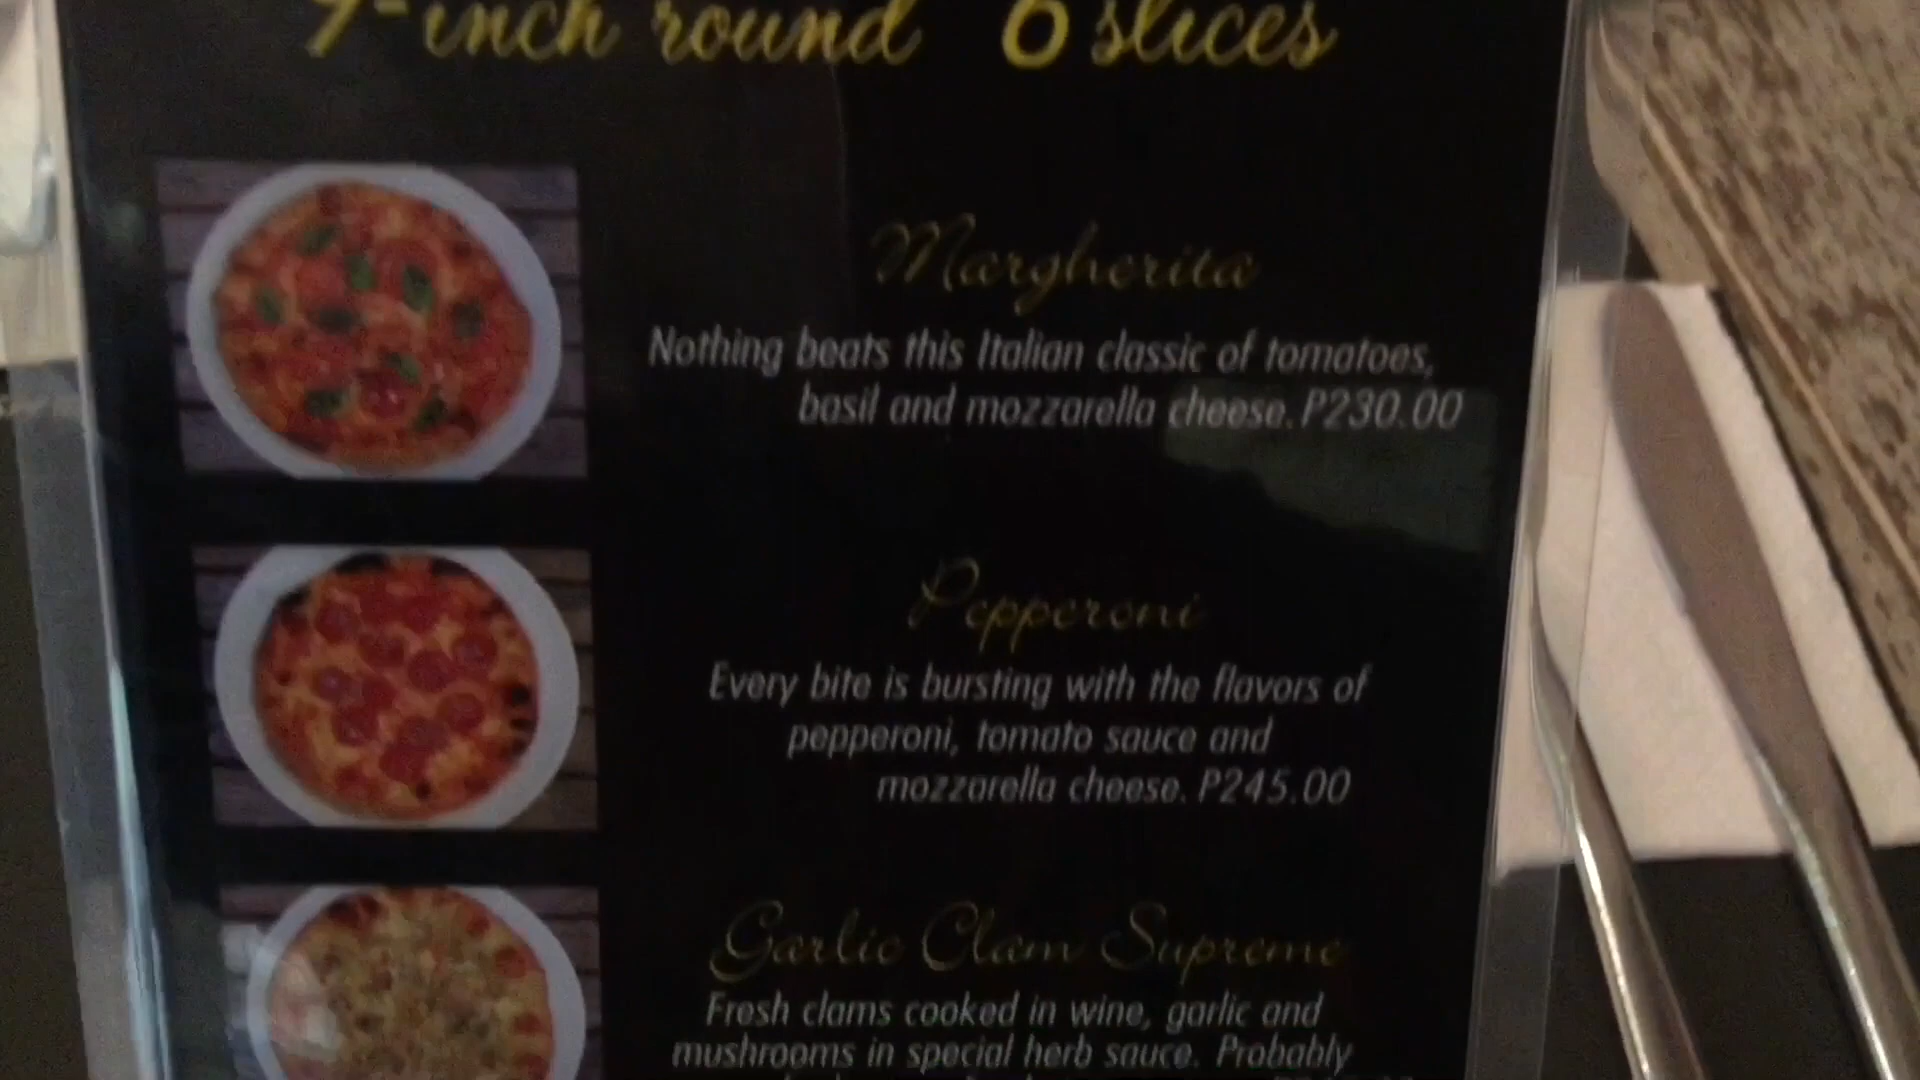 9-inch round 6 slices
Margherita
Nothing beats this Italian classic of tomatoes,
basil and mozzarella cheese. P230.00
Pepperoni
Every bite is bursting with the flavors of
pepperoni, tomato sauce and
mozzarella cheese. P245.00
Garlic Clam Supreme
Fresh clams cooked in wine, garlic and
mushrooms in special herb sauce. Probably